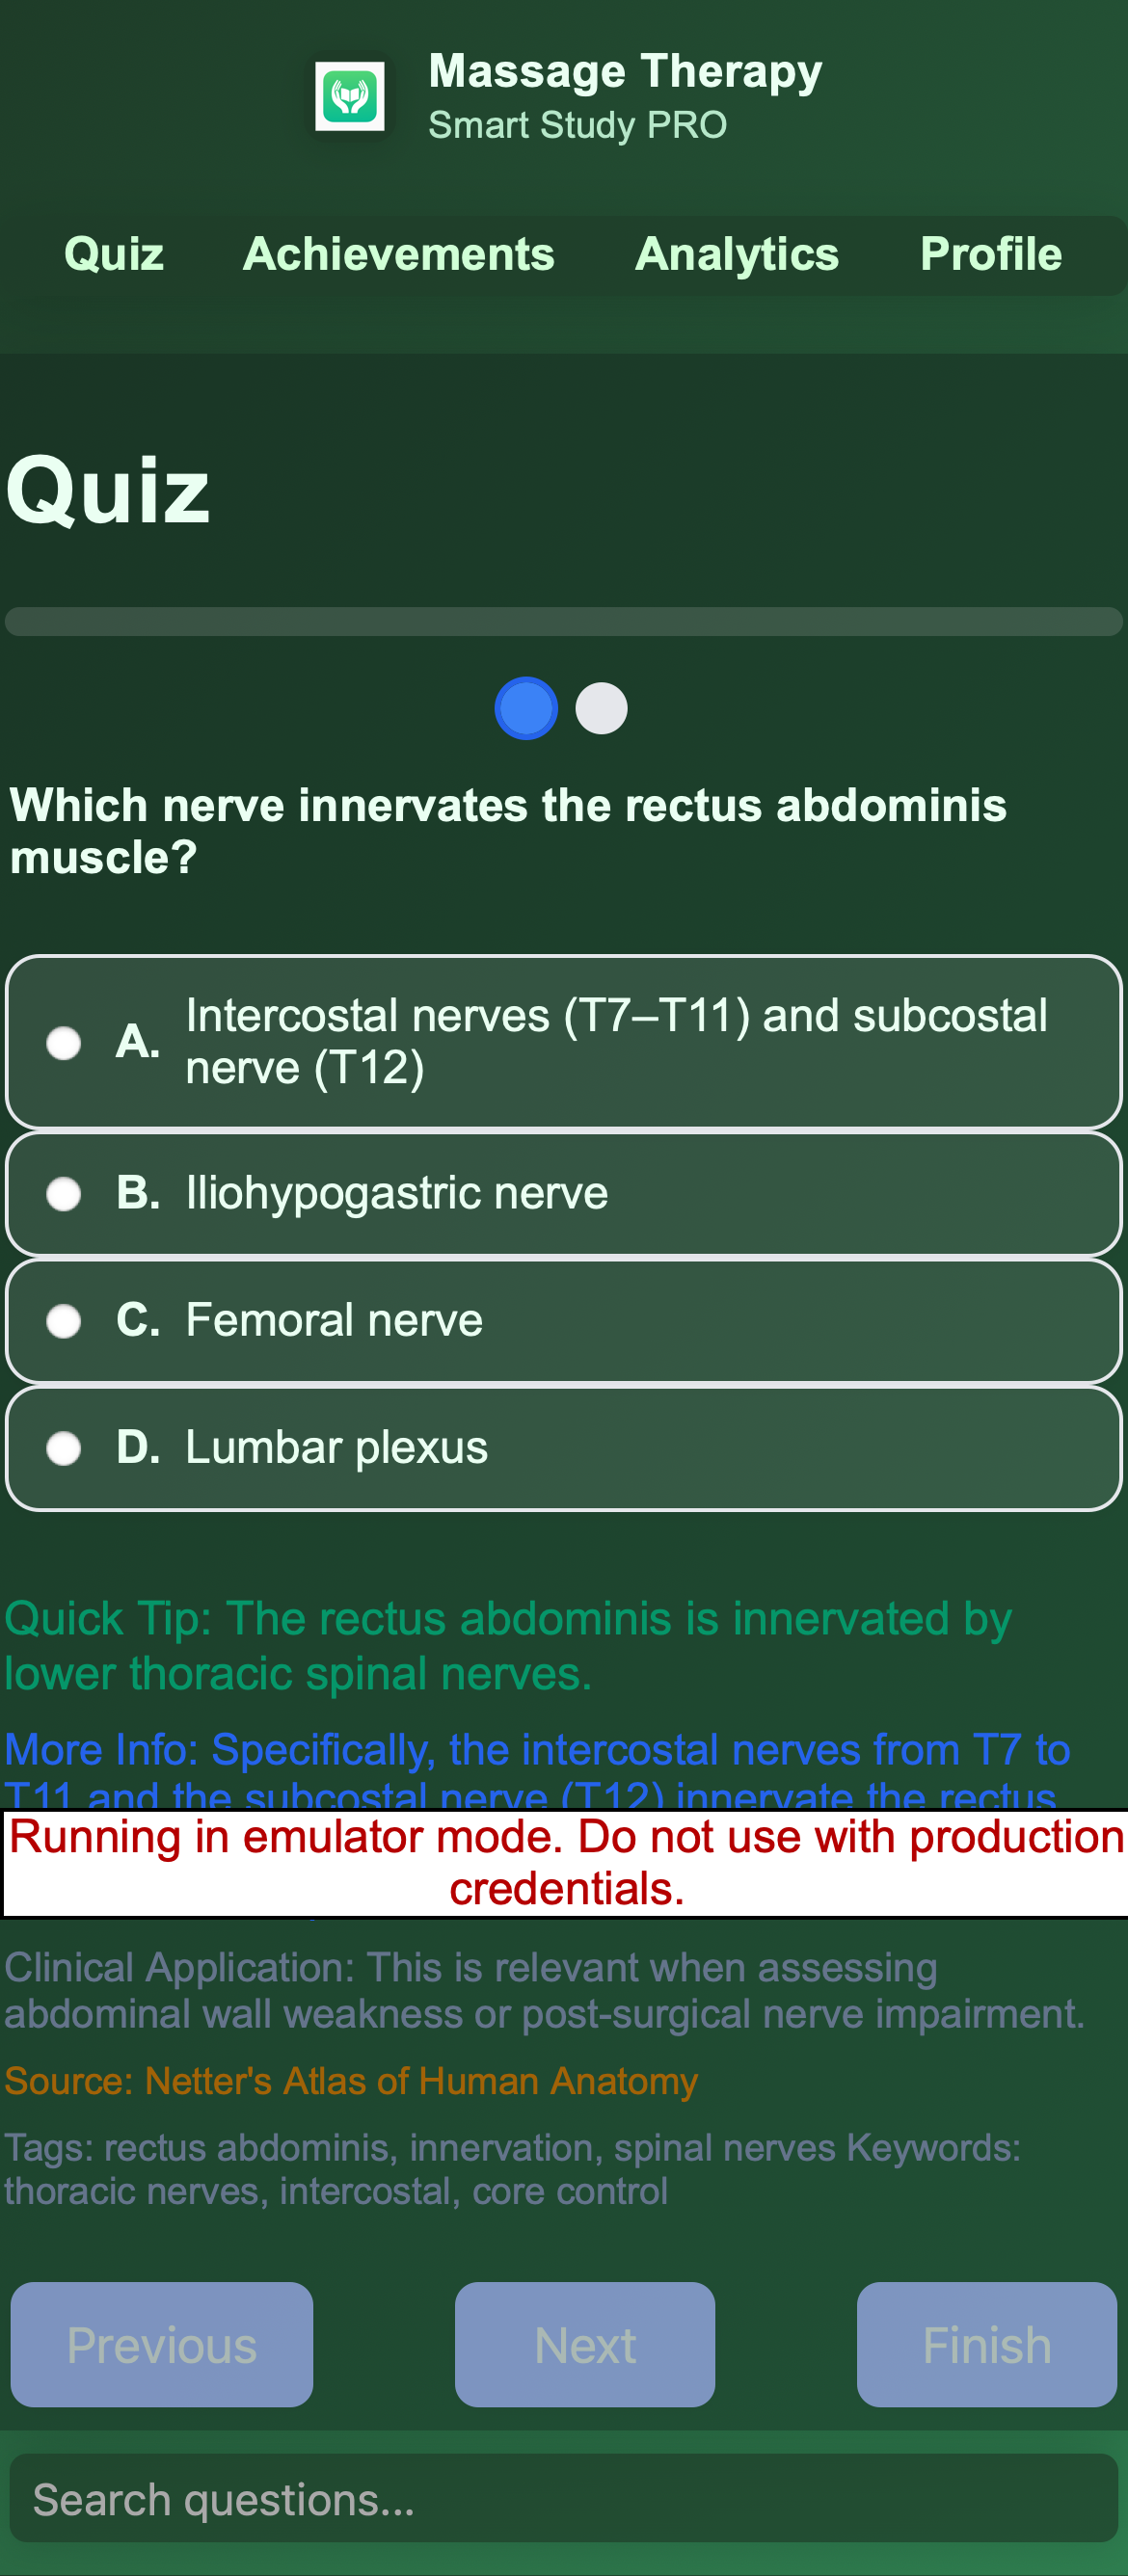 Massage Therapy
Smart Study PRO
Quiz Achievements Analytics Profile
Quiz
Which nerve innervates the rectus abdominis
muscle?
A. Intercostal nerves (T7–T11) and subcostal
nerve (T12)
B. Iliohypogastric nerve
C. Femoral nerve
D. Lumbar plexus
Quick Tip: The rectus abdominis is innervated by
lower thoracic spinal nerves.
More Info: Specifically, the intercostal nerves from T7 to
T11 and the subcostal nerve (T12) innervate the rectus
Running in emulator mode. Do not use with production
credentials.
Clinical Application: This is relevant when assessing
abdominal wall weakness or post-surgical nerve impairment.
Source: Netter's Atlas of Human Anatomy
Tags: rectus abdominis, innervation, spinal nerves Keywords:
thoracic nerves, intercostal, core control
Previous Next Finish
Search questions...